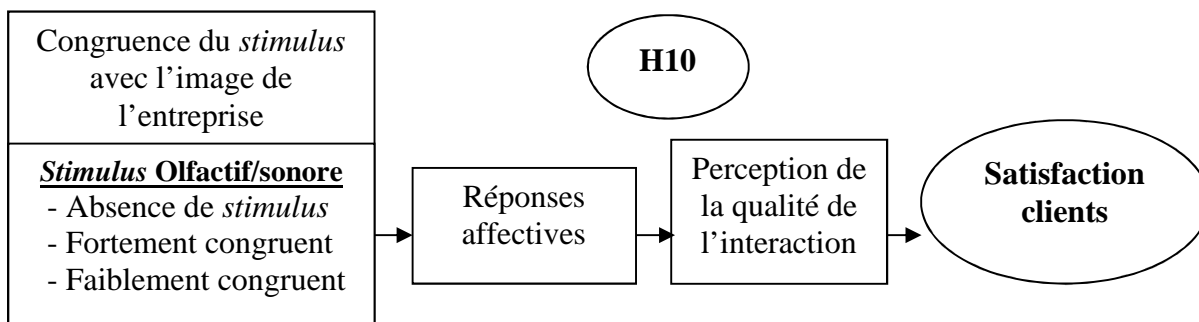 Congruence du stimulus
avec l’image de
l’entreprise
H10
Stimulus Olfactif/sonore
- Absence de stimulus
- Fortement congruent
- Faiblement congruent
Réponses
affectives
Perception de
la qualité de
l’interaction
Satisfaction
clients